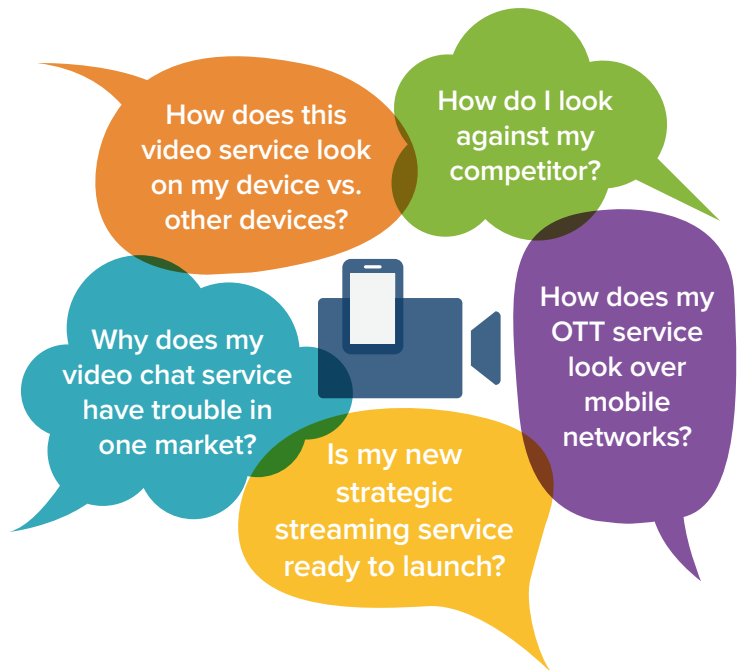 How does this
video service look
on my device vs.
other devices?
How do I look
against my
competitor?
How does my
OTT service
look over
mobile
networks?
Why does my
video chat service
have trouble in
one market?
Is my new
strategic
streaming service
ready to launch?